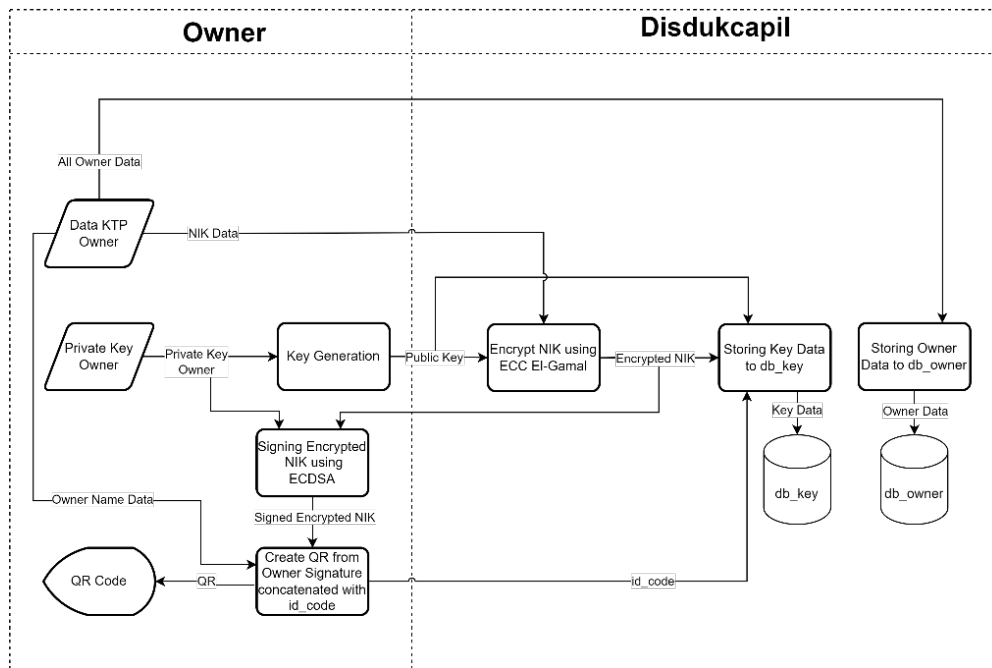 Owner
Disdukcapil
All Owner Data
Data KTP
Owner
NIK Data
Private Key
Owner
Private Key
Owner
Key Generation
Public Key
Encrypt NIK using
ECC El-Gamal
Encrypted NIK
Storing Key Data
to db_key
Storing Owner
Data to db_owner
Key Data
Owner Data
Signing Encrypted
NIK using
ECDSA
db_key
db_owner
Owner Name Data
Signed Encrypted NIK
QR Code
QR
Create QR from
Owner Signature
concatenated with
id_code
id_code